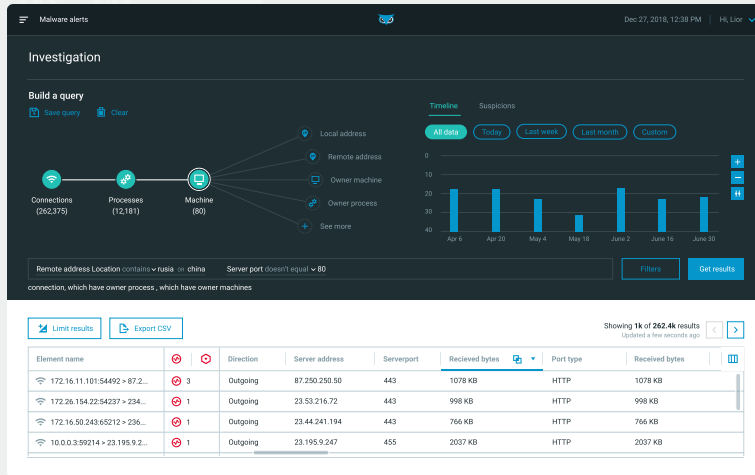 Malware alerts
Dec 27, 2018, 12:38 PM | Hi, Lior
Investigation
Build a query
Save query Clear
Timeline Suspicions
All data Today Last week Last month Custom
Local address
Remote address
Owner machine
Owner process
See more
Connections
(262,375)
Processes
(12,181)
Machine
(80)
0
10
20
30
40
Apr 6 Apr 20 May 4 May 18 June 2 June 16 June 30
Remote address Location contains rusia or china Server port doesn't equal 80
Filters Get results
connection, which have owner process , which have owner machines
Limit results Export CSV
Showing 1k of 262.4k results
Updated a few seconds ago
Element name Direction Server address Serverport Recieved bytes Port type Received bytes
172.16.11.101:54492 > 87.2... 3 Outgoing 87.250.250.50 443 1078 KB HTTP 1078 KB
172.26.154.22:54237 > 234... 1 Outgoing 23.53.216.72 443 998 KB HTTP 998 KB
172.16.50.243:65212 > 236... 1 Outgoing 23.44.241.194 443 766 KB HTTP 766 KB
10.0.0.3:59214 > 23.195.9.2... 1 Outgoing 23.195.9.247 455 2037 KB HTTP 2037 KB